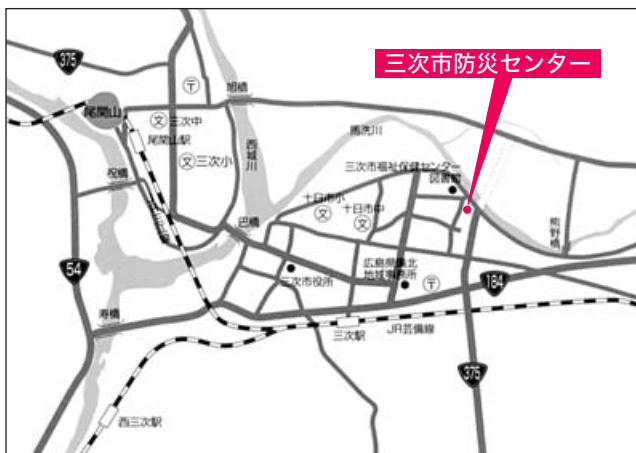 三次市防災センター
375
〒
旭橋
尾関山
文 三次中
尾関山駅
西城川
馬洗川
文 三次小
三次市福祉保健センター
図書館
祝橋
十日市小
文
十日市中
文
巴橋
熊野橋
54
三次市役所
広島県備北
地域事務所
〒
184
寿橋
三次駅
JR芸備線
375
西三次駅